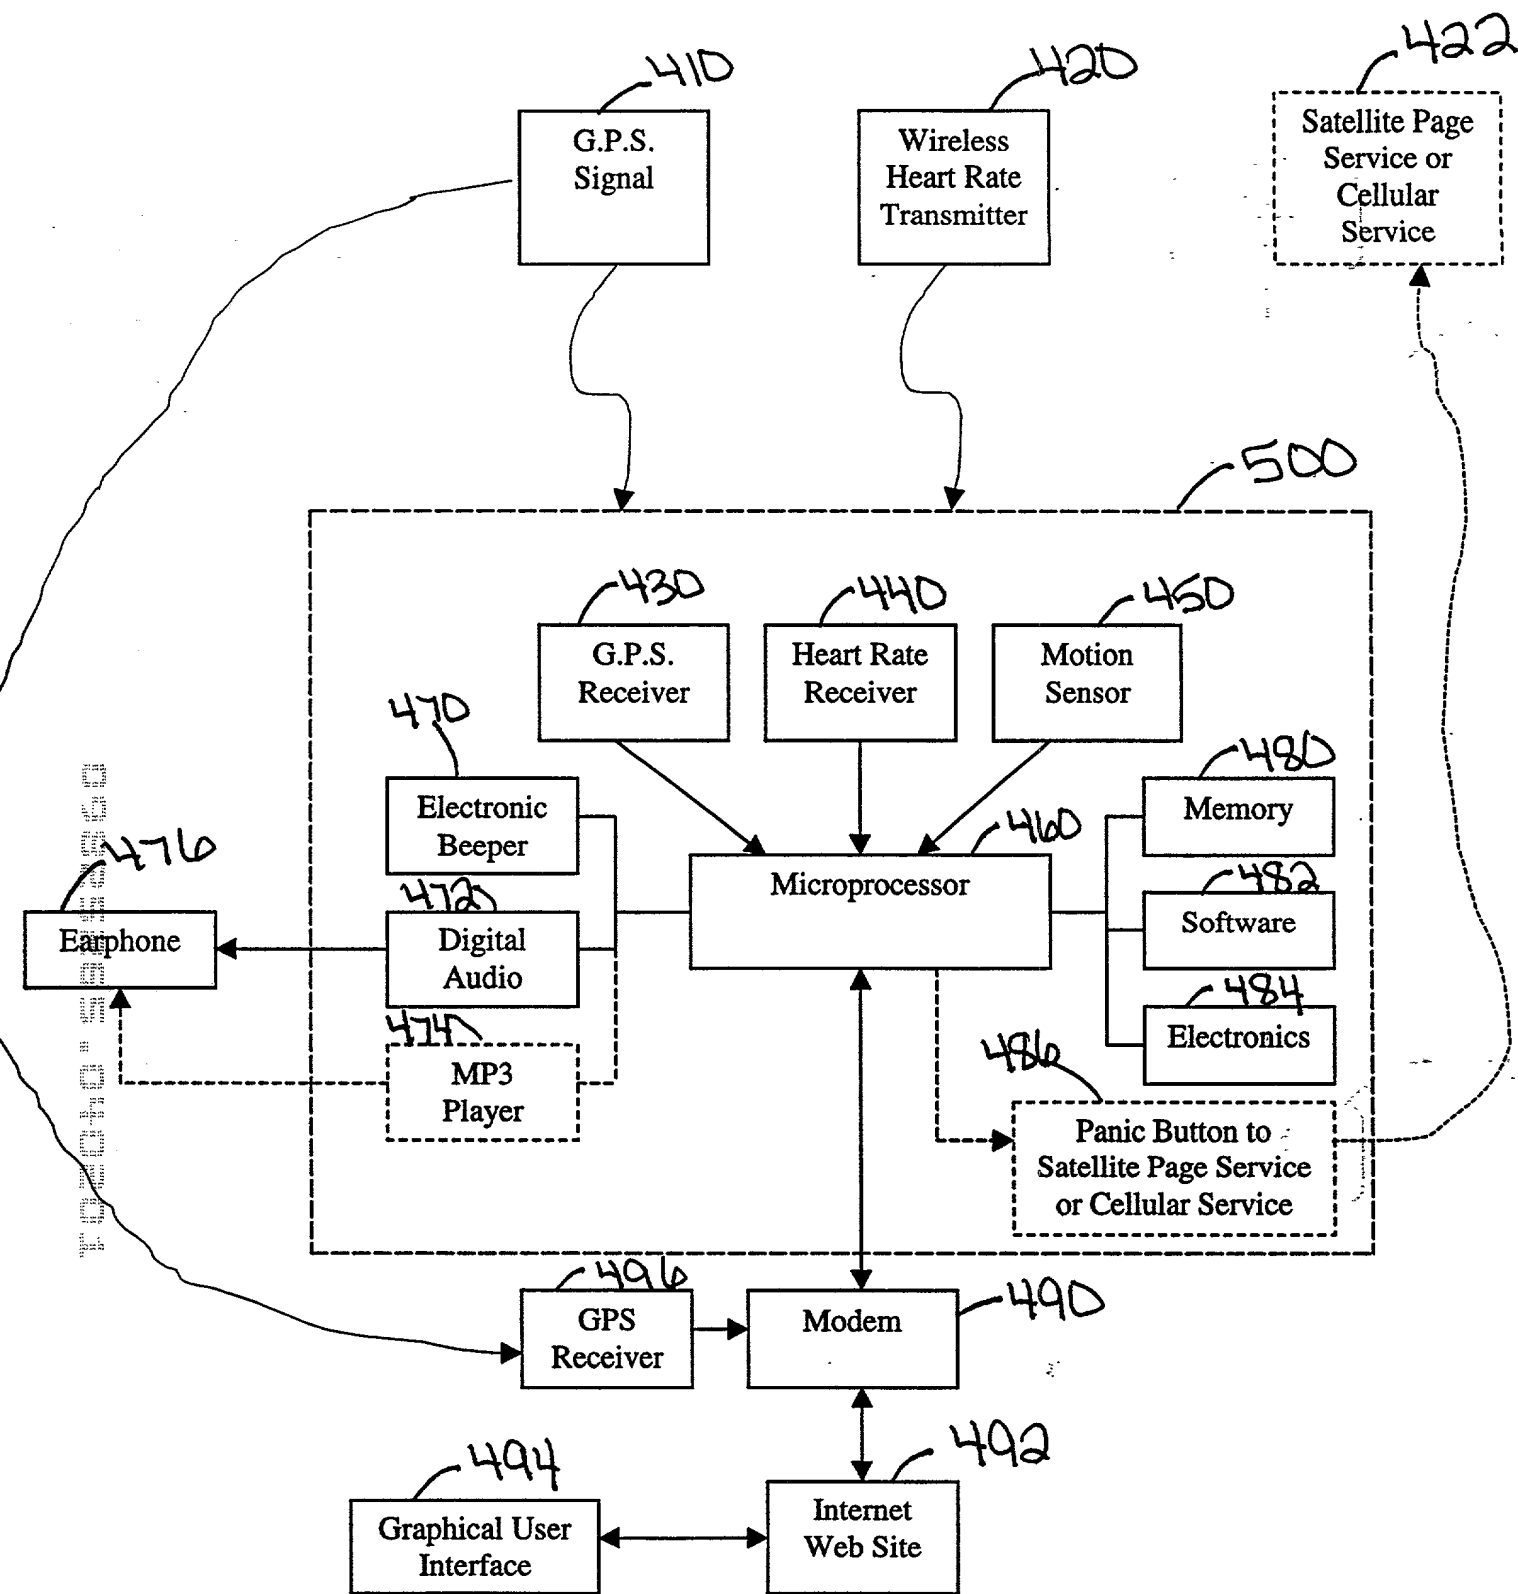 410
420
422
G.P.S.
Signal
Wireless
Heart Rate
Transmitter
Satellite Page
Service or
Cellular
Service
500
430
440
450
G.P.S.
Receiver
Heart Rate
Receiver
Motion
Sensor
470
480
Electronic
Beeper
Memory
476
460
Microprocessor
472
482
Earphone
Digital
Audio
Software
474
484
MP3
Player
Electronics
486
Panic Button to
Satellite Page Service
or Cellular Service
496
490
GPS
Receiver
Modem
494
492
Graphical User
Interface
Internet
Web Site